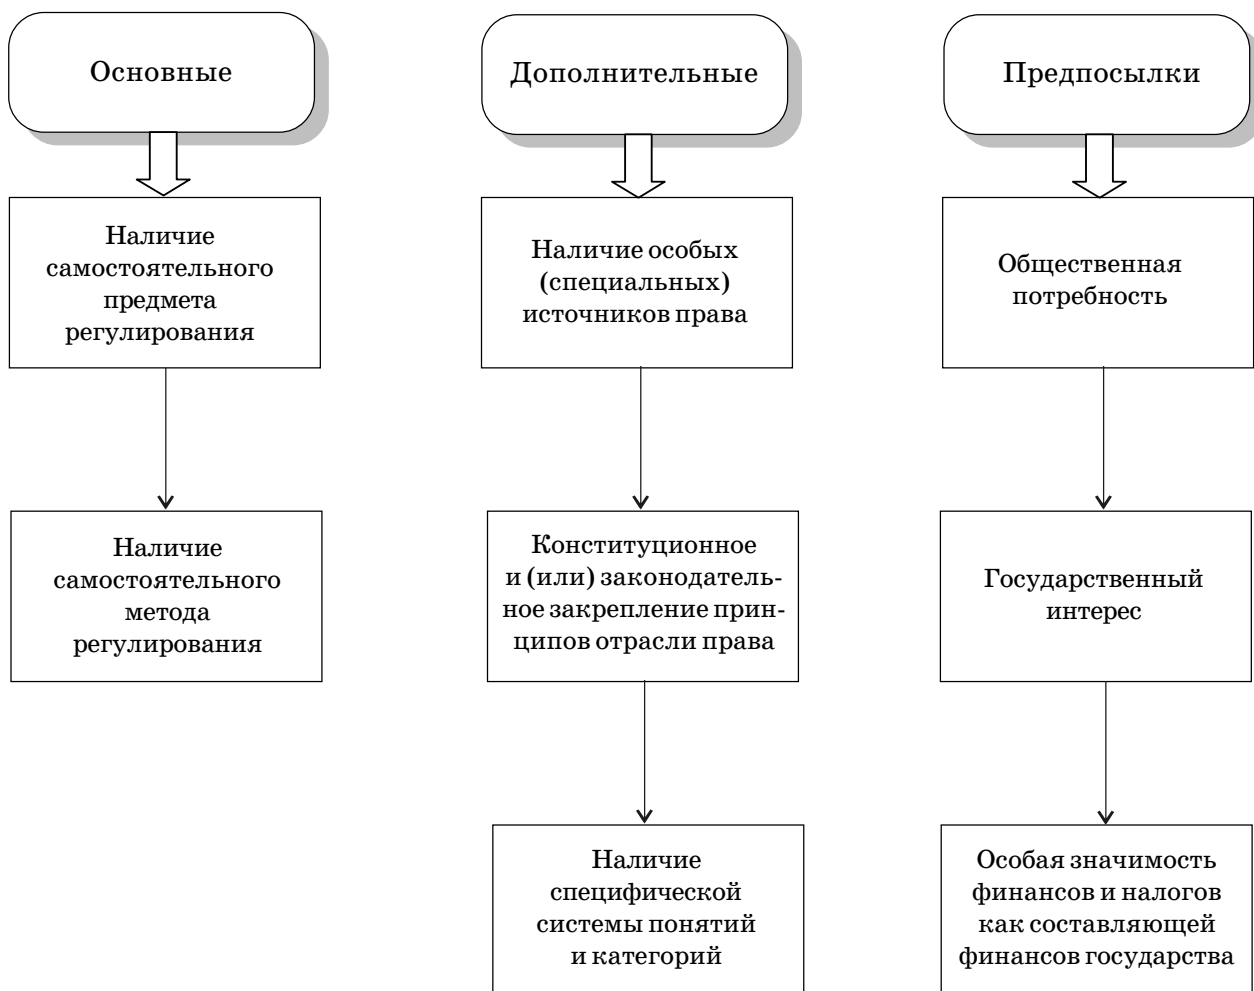 Основные
Наличие
самостоятельного
предмета
регулирования
Наличие
самостоятельного
метода
регулирования
Дополнительные
Наличие особых
(специальных)
источников права
Конституционное
и (или) законодатель-
ное закрепление прин-
ципов отрасли права
Наличие
специфической
системы понятий
и категорий
Предпосылки
Общественная
потребность
Государственный
интерес
Особая значимость
финансов и налогов
как составляющей
финансов государства